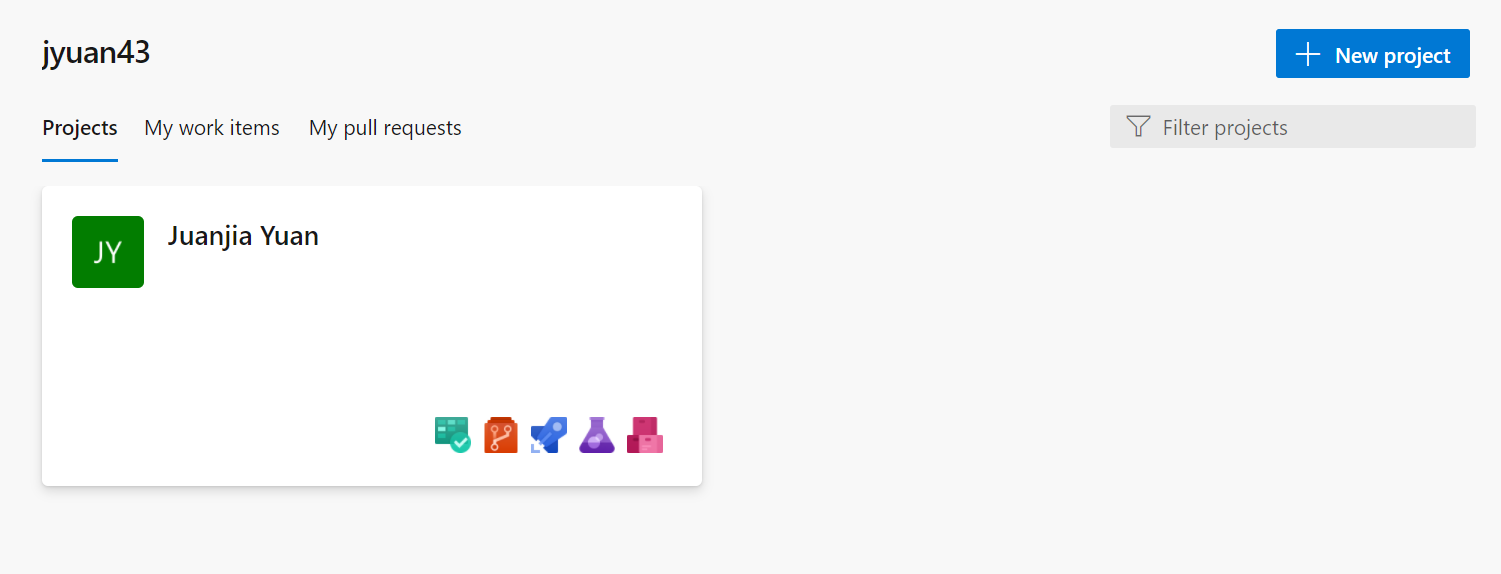 jyuan43
New project
Projects My work items My pull requests
Filter projects
JY
Juanjia Yuan